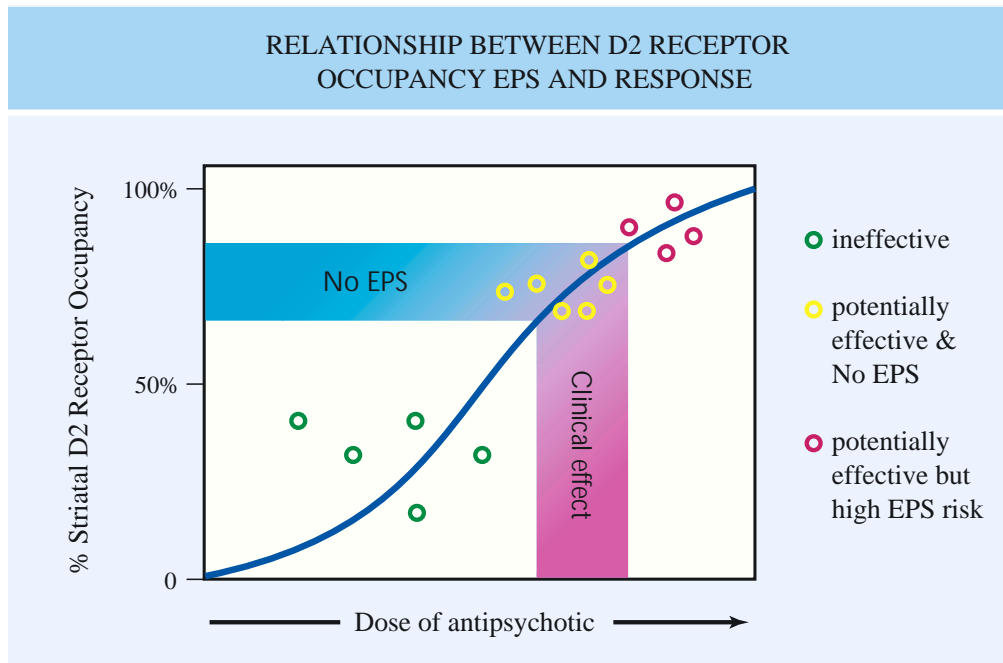 RELATIONSHIP BETWEEN D2 RECEPTOR
OCCUPANCY EPS AND RESPONSE
% Striatal D2 Receptor Occupancy
100%
50%
0
No EPS
Clinical effect
Dose of antipsychotic
ineffective
potentially
effective &
No EPS
potentially
effective but
high EPS risk